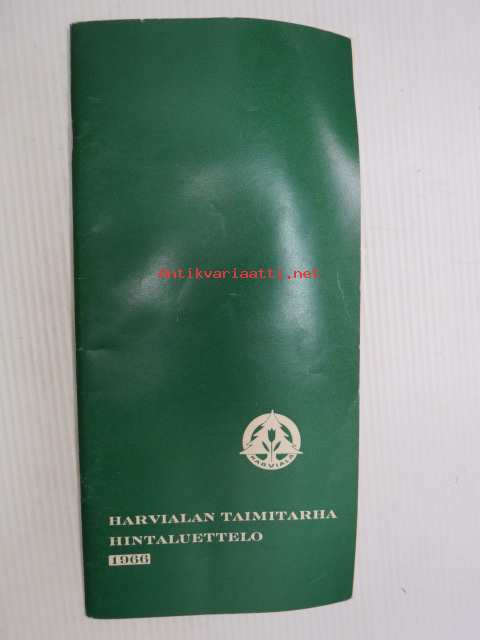 Antikvariaatti.net
HARVIALA
HARVIALAN TAIMITARHA
HINTALUETTELO
1966